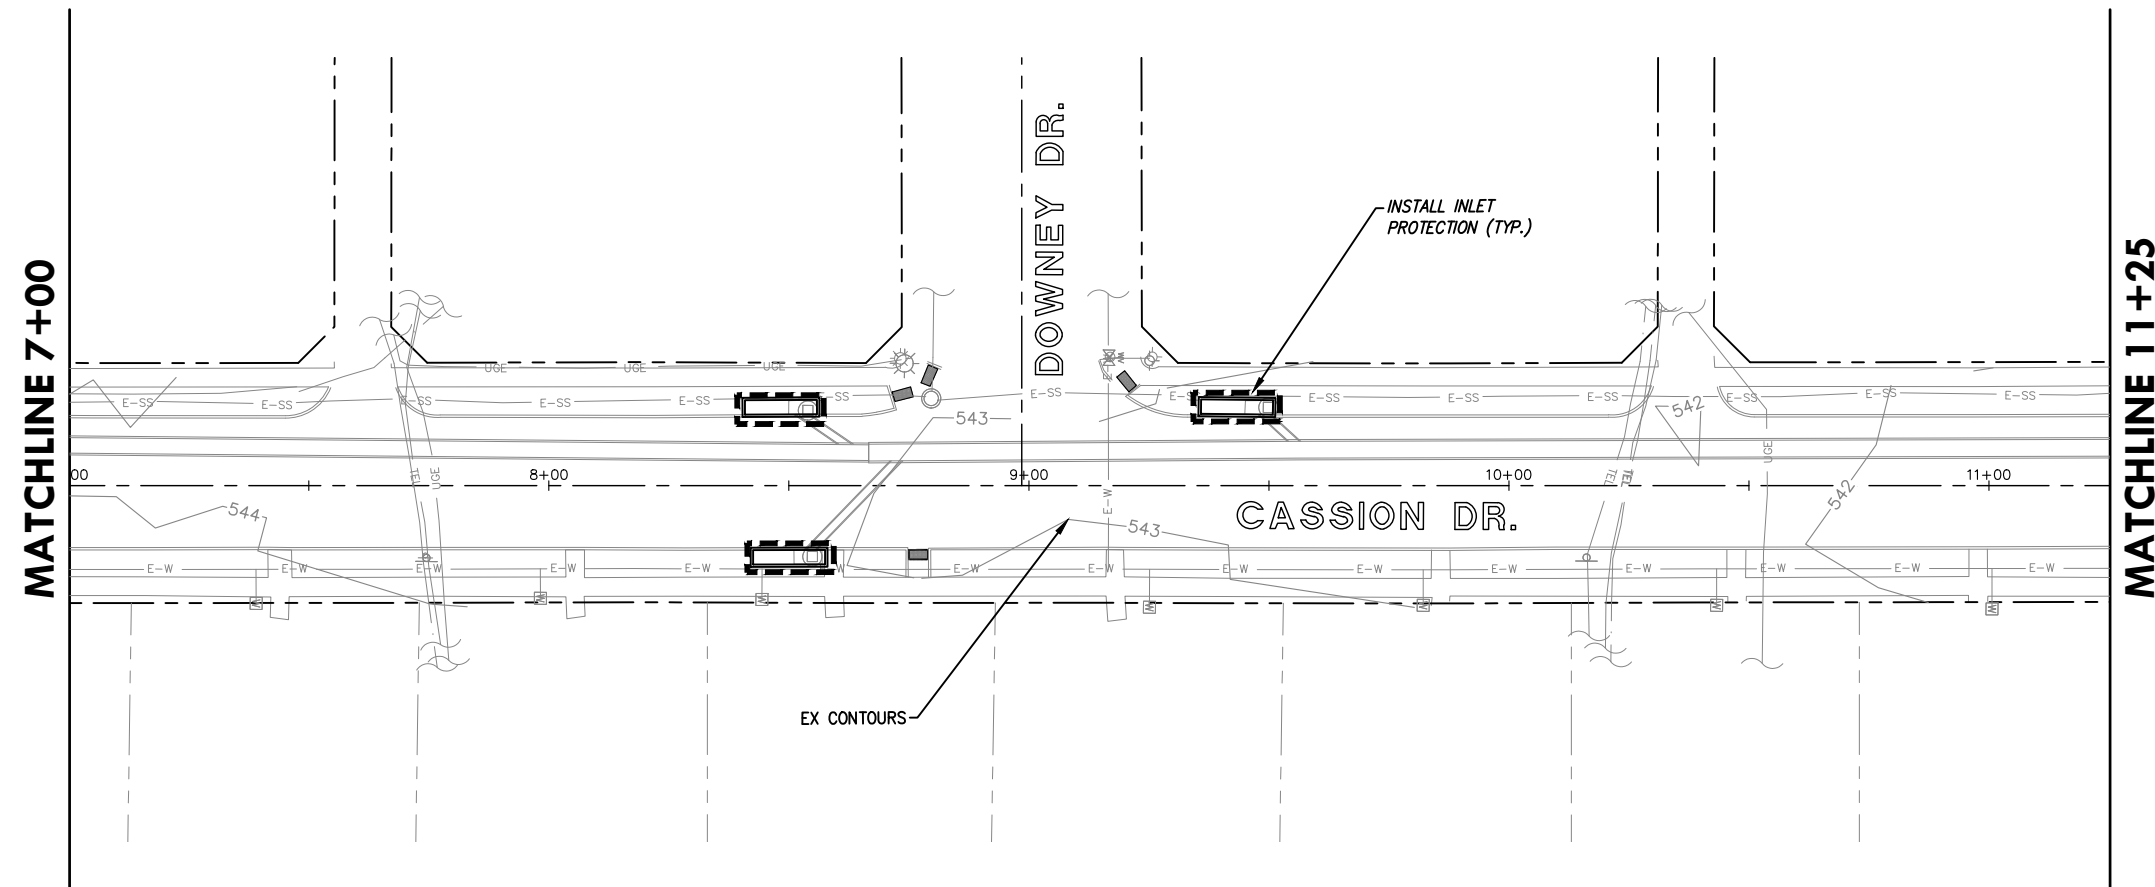 MATCHLINE 7+00
DOWNEY DR.
INSTALL INLET
PROTECTION (TYP.)
MATCHLINE 11+25
UGE
UGE
UGE
E-SS
E-SS
E-SS
E-SS
E-SS
SS
E-SS
E-S
E-SS
E-SS
E-SS
E-SS
E-SS
E-SS
543
542
00
8+00
9+00
10+00
11+00
TEL
UGE
E-W
TEL
TEL
UGE
542
544
CASSION DR.
543
E-W
E-W
E-W
E-W
E-W
W
E-W
E-W
E-W
E-W
E-W
E-W
E-W
E-W
E-W
W
W
W
W
W
W
W
EX CONTOURS